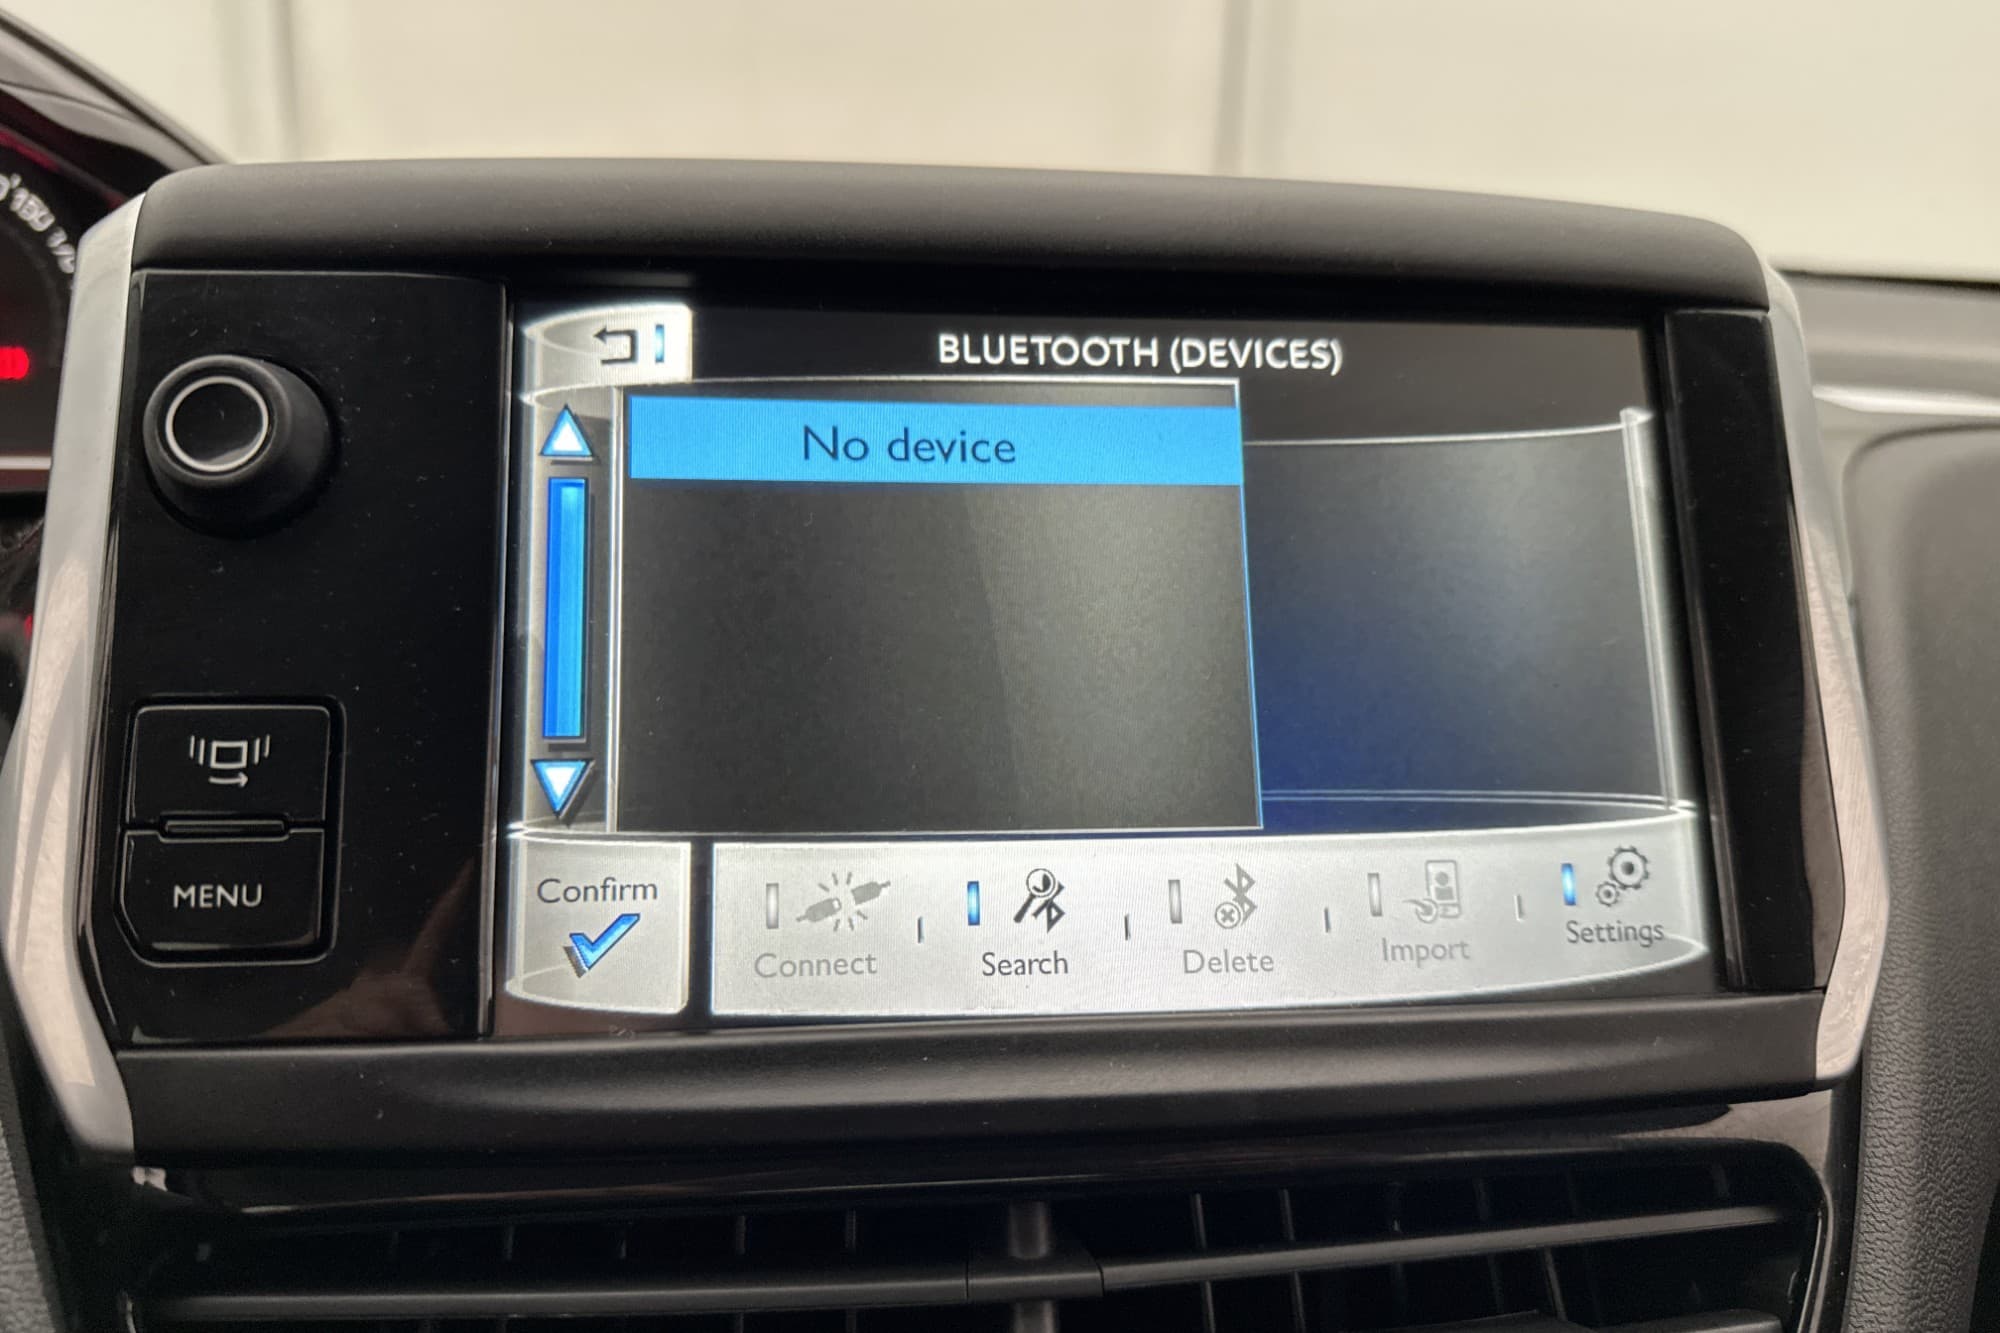 BLUETOOTH (DEVICES)
No device
MENU
Confirm
Connect
Search
Delete
Import
Settings